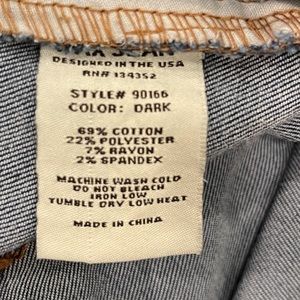 DESIGNED IN THE USA
RN# 134352
STYLE# 90166
COLOR: DARK
69% COTTON
22% POLYESTER
7% RAYON
2% SPANDEX
MACHINE WASH COLD
DO NOT BLEACH
IRON LOW
TUMBLE DRY LOW HEAT
MADE IN CHINA